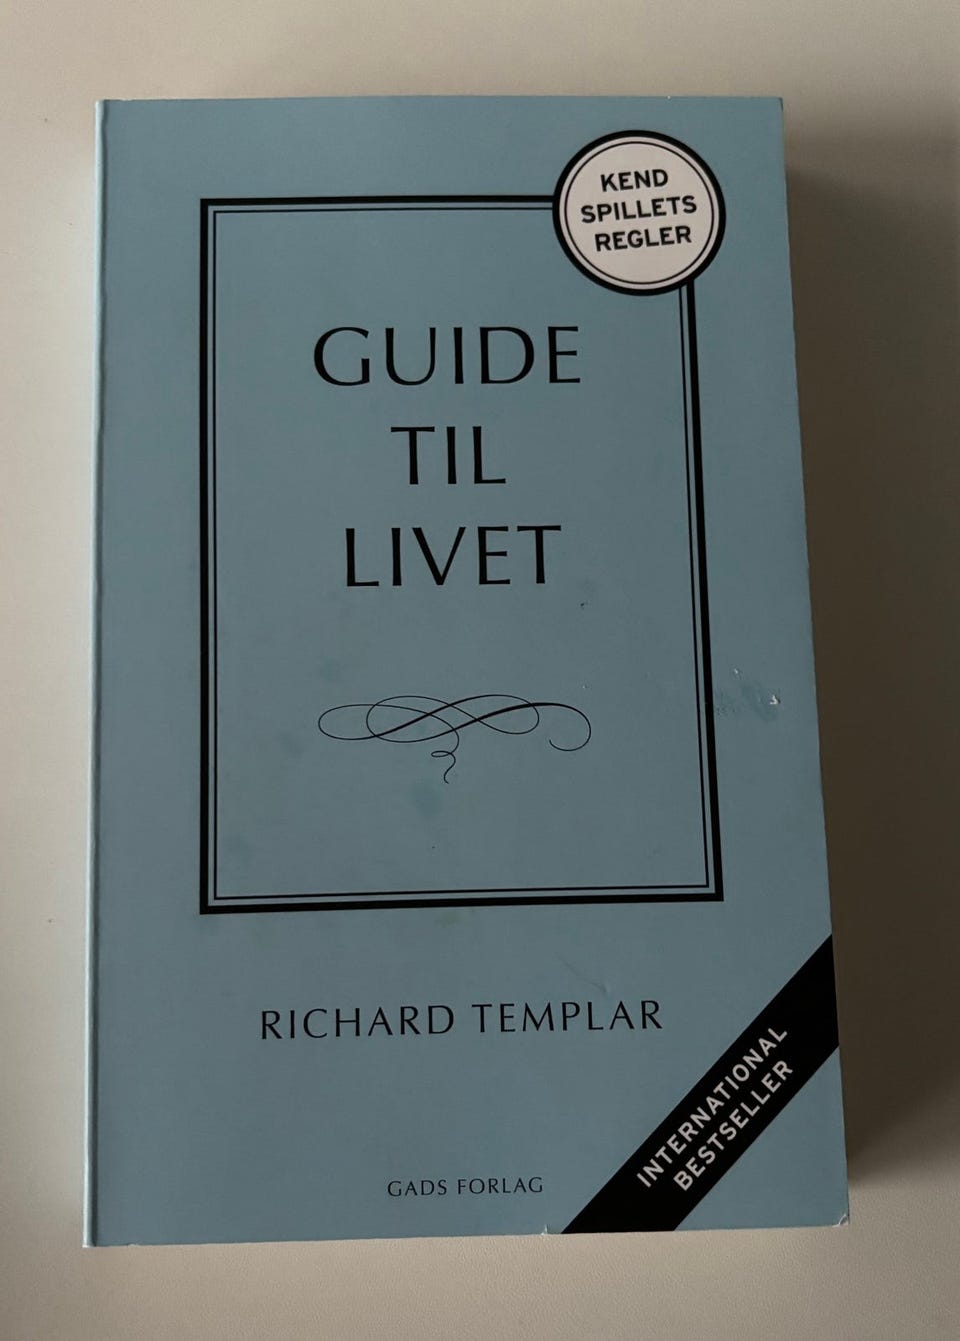 KEND
SPILLETS
REGLER
GUIDE
TIL
LIVET
RICHARD TEMPLAR
INTERNATIONAL
BESTSELLER
GADS FORLAG